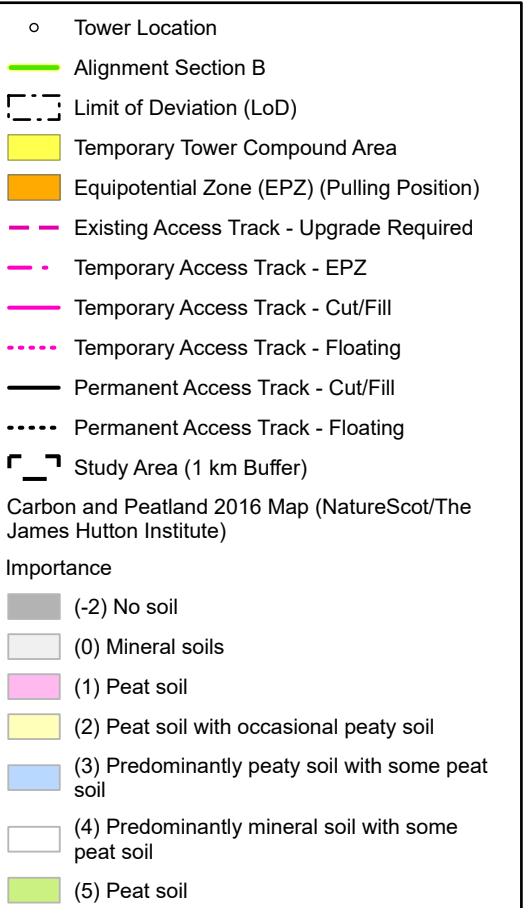 Tower Location
Alignment Section B
Limit of Deviation (LoD)
Temporary Tower Compound Area
Equipotential Zone (EPZ) (Pulling Position)
Existing Access Track - Upgrade Required
Temporary Access Track - EPZ
Temporary Access Track - Cut/Fill
Temporary Access Track - Floating
Permanent Access Track - Cut/Fill
Permanent Access Track - Floating
Study Area (1 km Buffer)
Carbon and Peatland 2016 Map (NatureScot/The
James Hutton Institute)
Importance
(-2) No soil
(0) Mineral soils
(1) Peat soil
(2) Peat soil with occasional peaty soil
(3) Predominantly peaty soil with some peat
soil
(4) Predominantly mineral soil with some
peat soil
(5) Peat soil